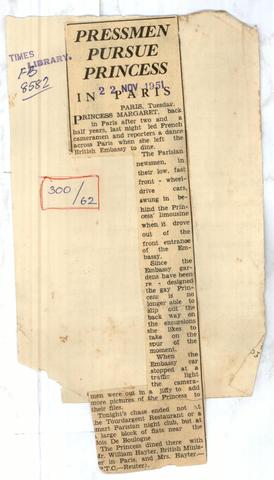 TIMES
LIBRARY.
FB
8582
PRESSMEN
PURSUE
PRINCESS
IN PARIS
22 NOV 1951
PARIS, Tuesday.
PRINCESS MARGARET, back
in Paris after two and a
half years, last night led French
cameramen and reporters a dance
across Paris when she left the
British Embassy to dine.
The Parisian
newsmen, in
their low, fast
front-wheel-
drive cars,
swung in be-
hind the Prin-
cess' limousine
when it drove
out of the
front entrance
of the Em-
bassy.
Since the
Embassy gar-
dens have been
re-designed
the gay Prin-
cess is no
longer able to
slip out the
back way on
the excursions
she likes to
take on the
spur of the
moment.
When the
Embassy car
stopped at a
traffic light
the camera-
men were out in a jiffy to add
more pictures of the Princess to
their files.
Tonight's chase ended not at
the Tourdargent Restaurant or a
smart Parisian night club, but at
a large block of flats near the
Bois De Boulogne
The Princess dined there with
Mr. William Hayter, British Minis-
ter in Paris, and Mrs. Hayter.—
P.T.C.—Reuter).
300/
62